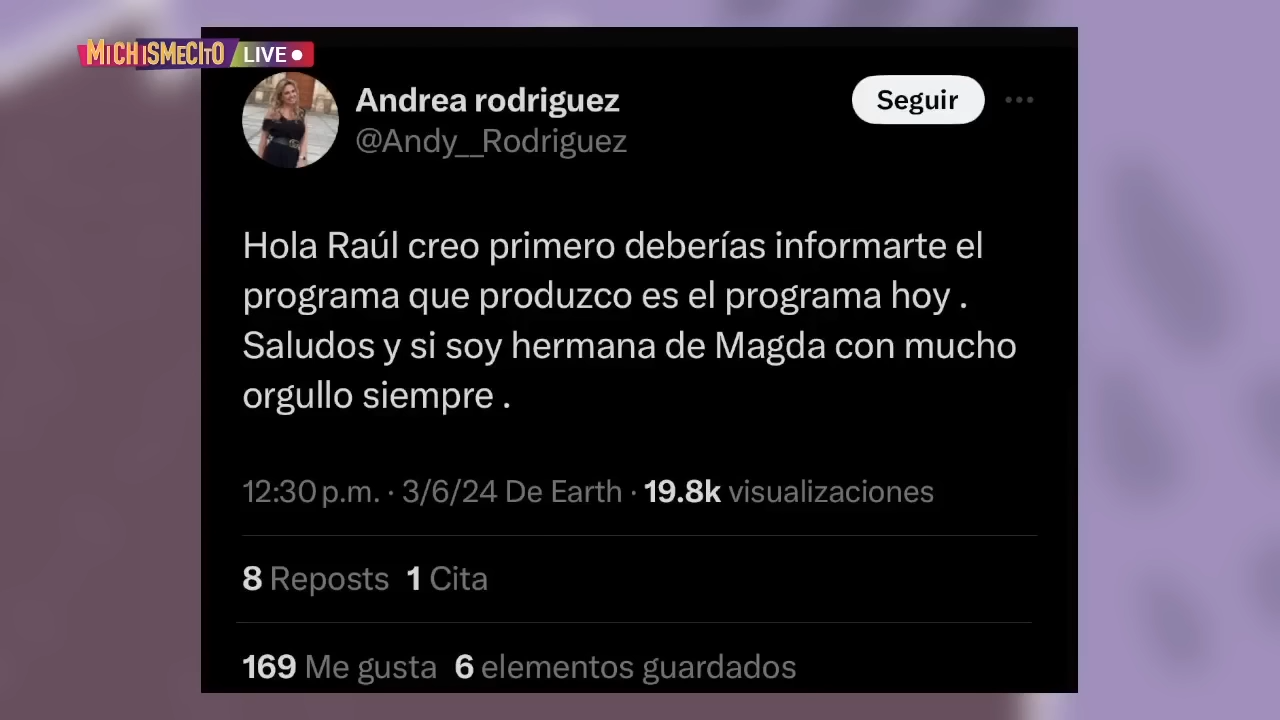 MICHISMECITO LIVE
Andrea rodriguez
Seguir
@Andy__Rodriguez
Hola Raúl creo primero deberías informarte el
programa que produzco es el programa hoy .
Saludos y si soy hermana de Magda con mucho
orgullo siempre .
12:30 p.m. · 3/6/24 De Earth · 19.8k visualizaciones
8 Reposts 1 Cita
169 Me gusta 6 elementos guardados